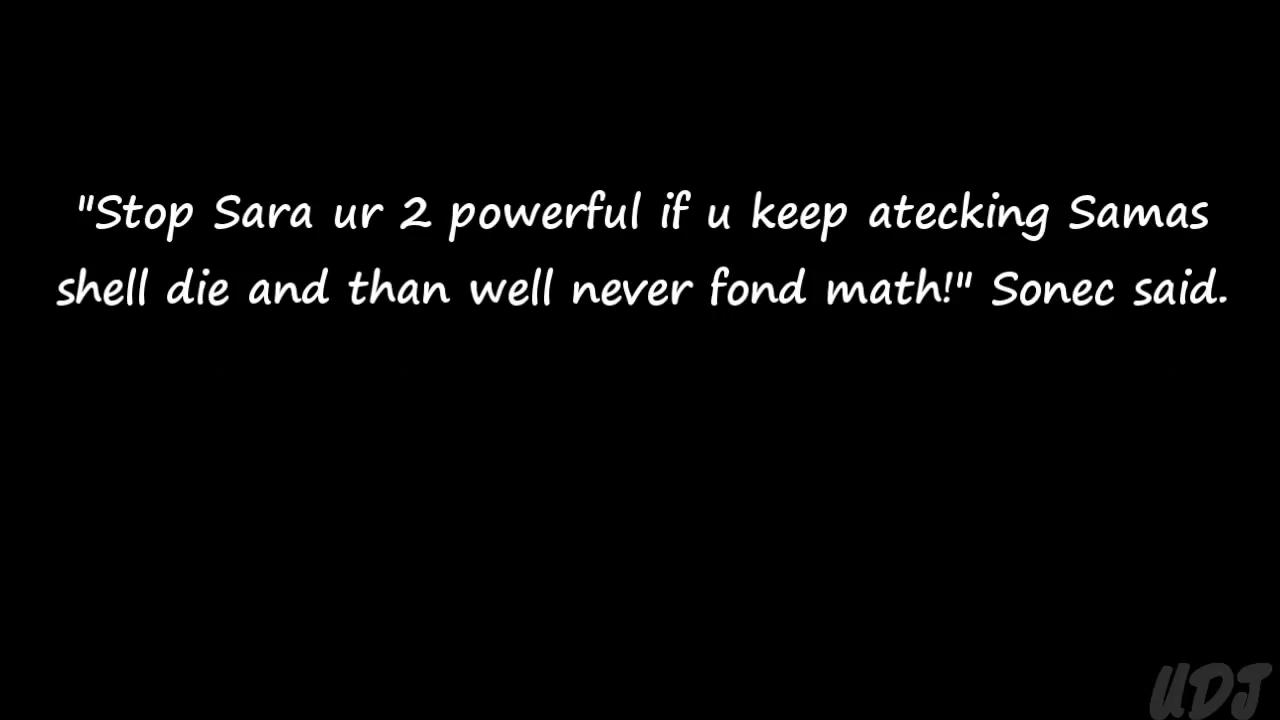 "Stop Sara ur 2 powerful if u keep atecking Samas
shell die and than well never fond math!" Sonec said.
UDJ